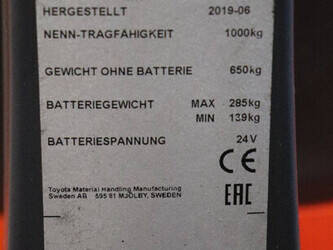 HERGESTELLT 2019-06
NENN-TRAGFÄHIGKEIT 1000kg
GEWICHT OHNE BATTERIE 650kg
BATTERIEGEWICHT MAX 285kg
MIN 139kg
BATTERIESPANNUNG 24V
CE
Toyota Material Handling Manufacturing
Sweden AB 595 81 MJÖLBY, SWEDEN
EAC